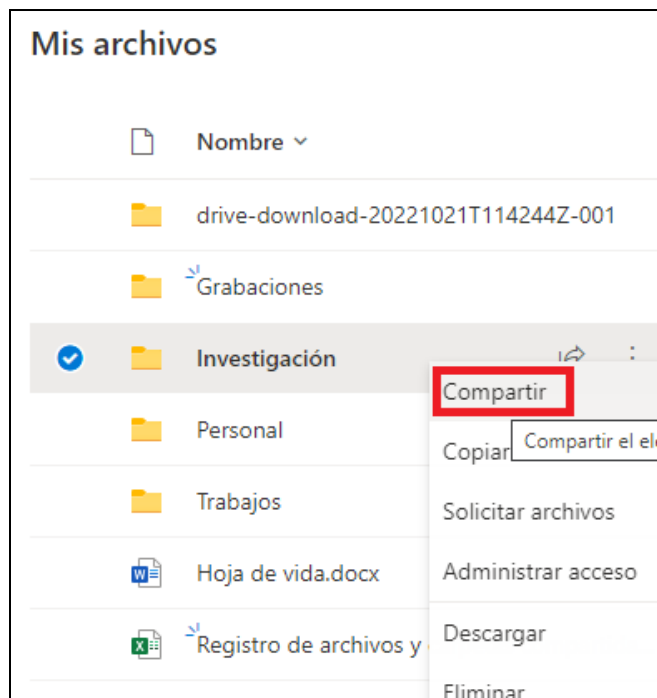 Mis archivos
Nombre
drive-download-20221021T114244Z-001
Grabaciones
Investigación
Compartir
Personal
Copiar
Compartir el
Trabajos
Solicitar archivos
Hoja de vida.docx
Administrar acceso
Registro de archivos y
Descargar
Eliminar